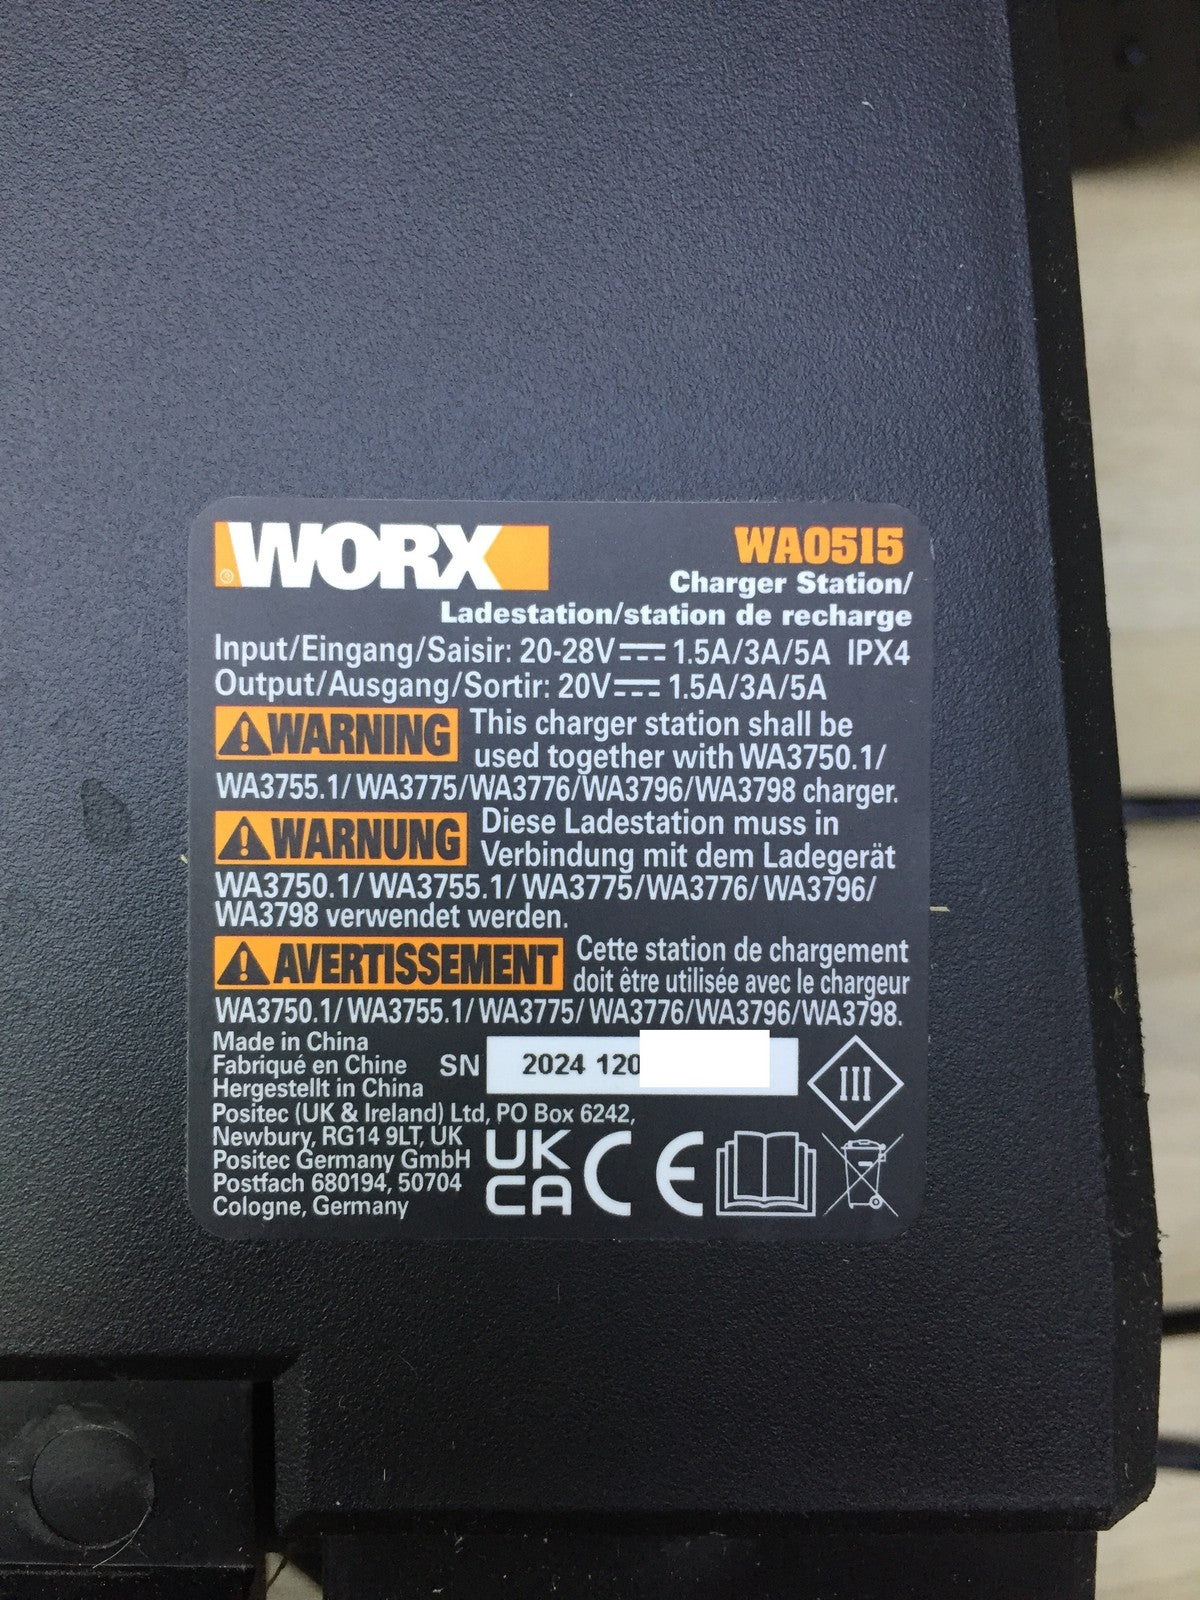 WORX
WA0515
Charger Station/
Ladestation/station de recharge
Input/Eingang/Saisir: 20-28V⎓1.5A/3A/5A IPX4
Output/Ausgang/Sortir: 20V⎓1.5A/3A/5A
⚠WARNING This charger station shall be
used together with WA3750.1/
WA3755.1/ WA3775/WA3776/WA3796/WA3798 charger.
⚠WARNUNG Diese Ladestation muss in
Verbindung mit dem Ladegerät
WA3750.1/ WA3755.1/ WA3775/WA3776/ WA3796/
WA3798 verwendet werden.
⚠AVERTISSEMENT Cette station de chargement
doit être utilisée avec le chargeur
WA3750.1/ WA3755.1/ WA3775/ WA3776/WA3796/WA3798.
Made in China
Fabriqué en Chine
Hergestellt in China
SN 2024 120
III
Positec (UK & Ireland) Ltd, PO Box 6242,
Newbury, RG14 9LT, UK
Positec Germany GmbH
Postfach 680194, 50704
Cologne, Germany
UK
CA
CE